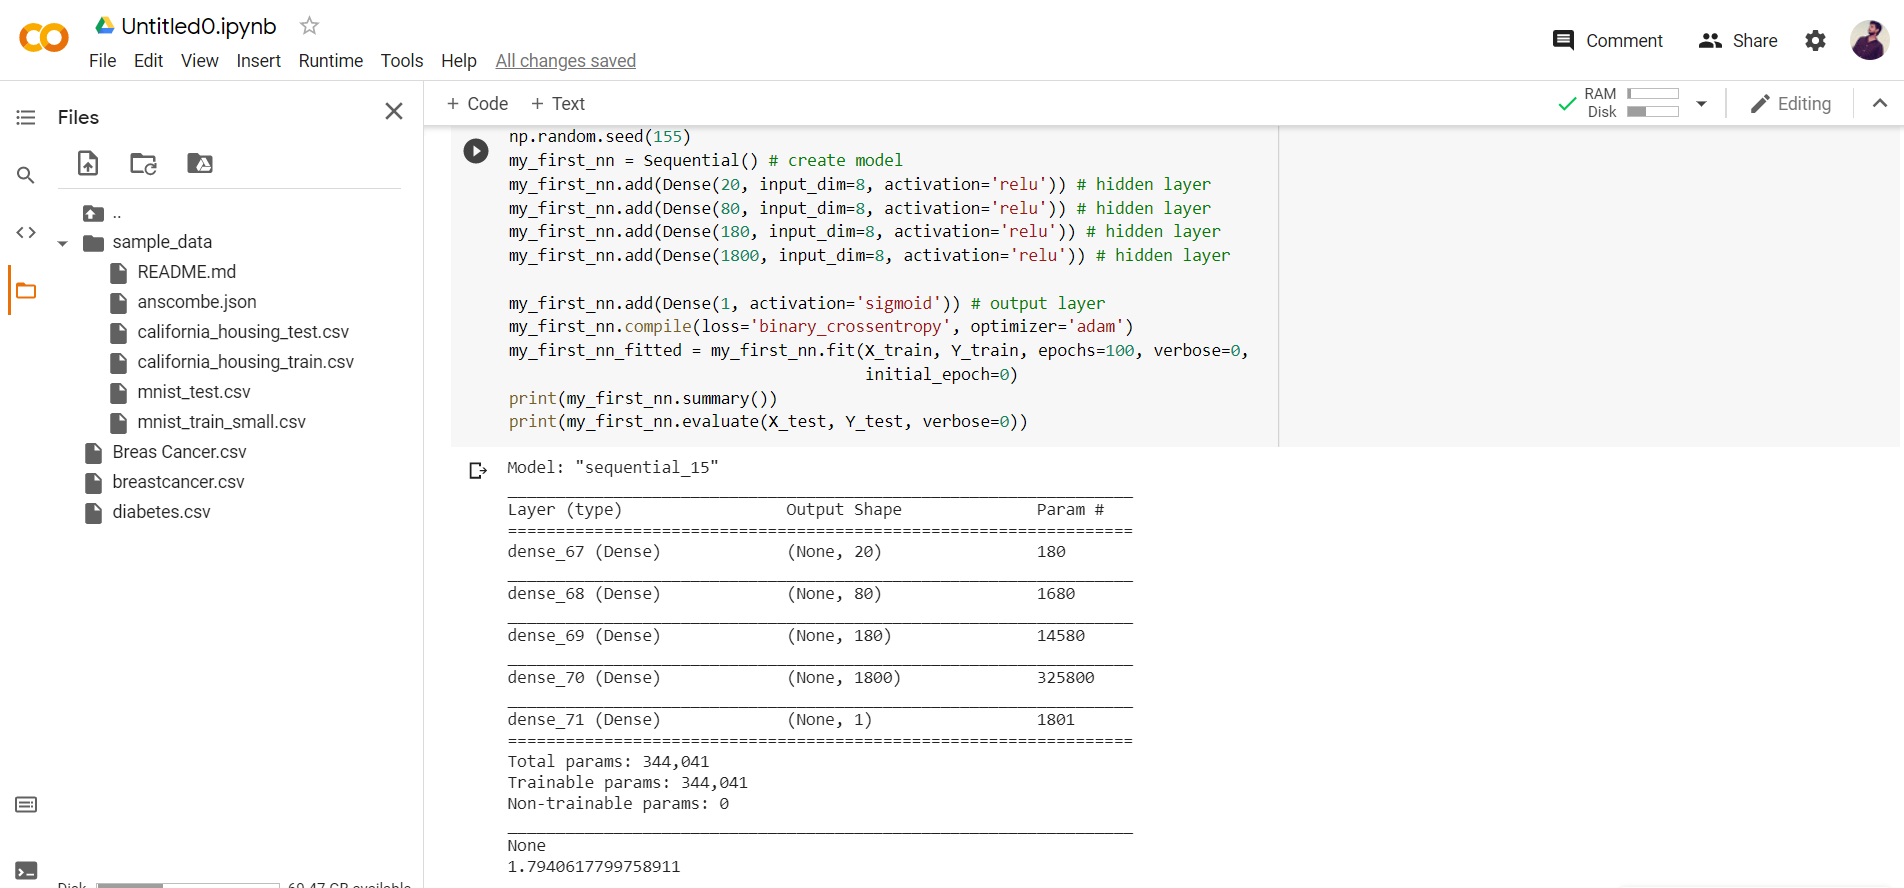 Untitled0.ipynb
File Edit View Insert Runtime Tools Help All changes saved
Comment
Share
Files
+ Code + Text
RAM
Disk
Editing
..
sample_data
README.md
anscombe.json
california_housing_test.csv
california_housing_train.csv
mnist_test.csv
mnist_train_small.csv
Breas Cancer.csv
breastcancer.csv
diabetes.csv
Disk 69.47 GB available
np.random.seed(155)
my_first_nn = Sequential() # create model
my_first_nn.add(Dense(20, input_dim=8, activation='relu')) # hidden layer
my_first_nn.add(Dense(80, input_dim=8, activation='relu')) # hidden layer
my_first_nn.add(Dense(180, input_dim=8, activation='relu')) # hidden layer
my_first_nn.add(Dense(1800, input_dim=8, activation='relu')) # hidden layer
my_first_nn.add(Dense(1, activation='sigmoid')) # output layer
my_first_nn.compile(loss='binary_crossentropy', optimizer='adam')
my_first_nn_fitted = my_first_nn.fit(X_train, Y_train, epochs=100, verbose=0,
initial_epoch=0)
print(my_first_nn.summary())
print(my_first_nn.evaluate(X_test, Y_test, verbose=0))
Model: "sequential_15"
_________________________________________________________________
Layer (type) Output Shape Param #
=================================================================
dense_67 (Dense) (None, 20) 180
_________________________________________________________________
dense_68 (Dense) (None, 80) 1680
_________________________________________________________________
dense_69 (Dense) (None, 180) 14580
_________________________________________________________________
dense_70 (Dense) (None, 1800) 325800
_________________________________________________________________
dense_71 (Dense) (None, 1) 1801
=================================================================
Total params: 344,041
Trainable params: 344,041
Non-trainable params: 0
_________________________________________________________________
None
1.7940617799758911